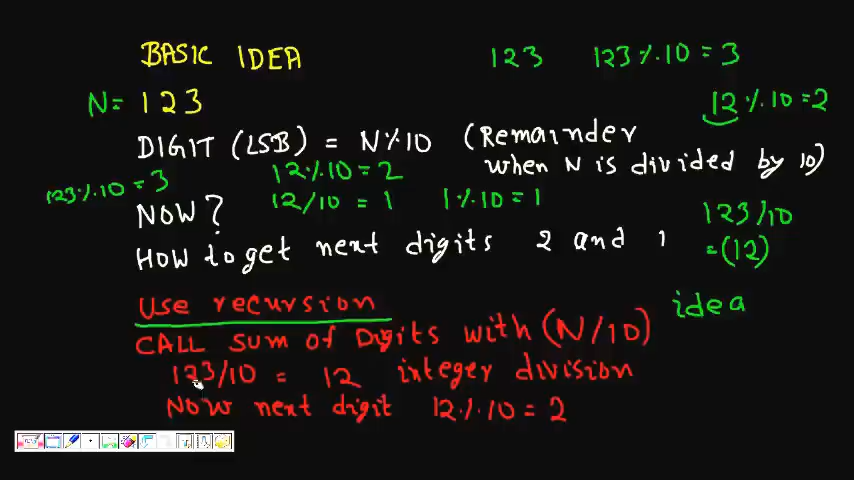 BASIC IDEA
123 123%10 = 3
N= 123
12%10=2
DIGIT (LSB) = N%10 (Remainder
when N is divided by 10)
123%10 = 3
12%10=2
12/10 = 1 1%10=1
NOW?
123/10
=(12)
HOW to get next digits 2 and 1
Use recursion
idea
CALL Sum of Digits with (N/10)
123/10 = 12 integer division
Now next digit 12%10 = 2